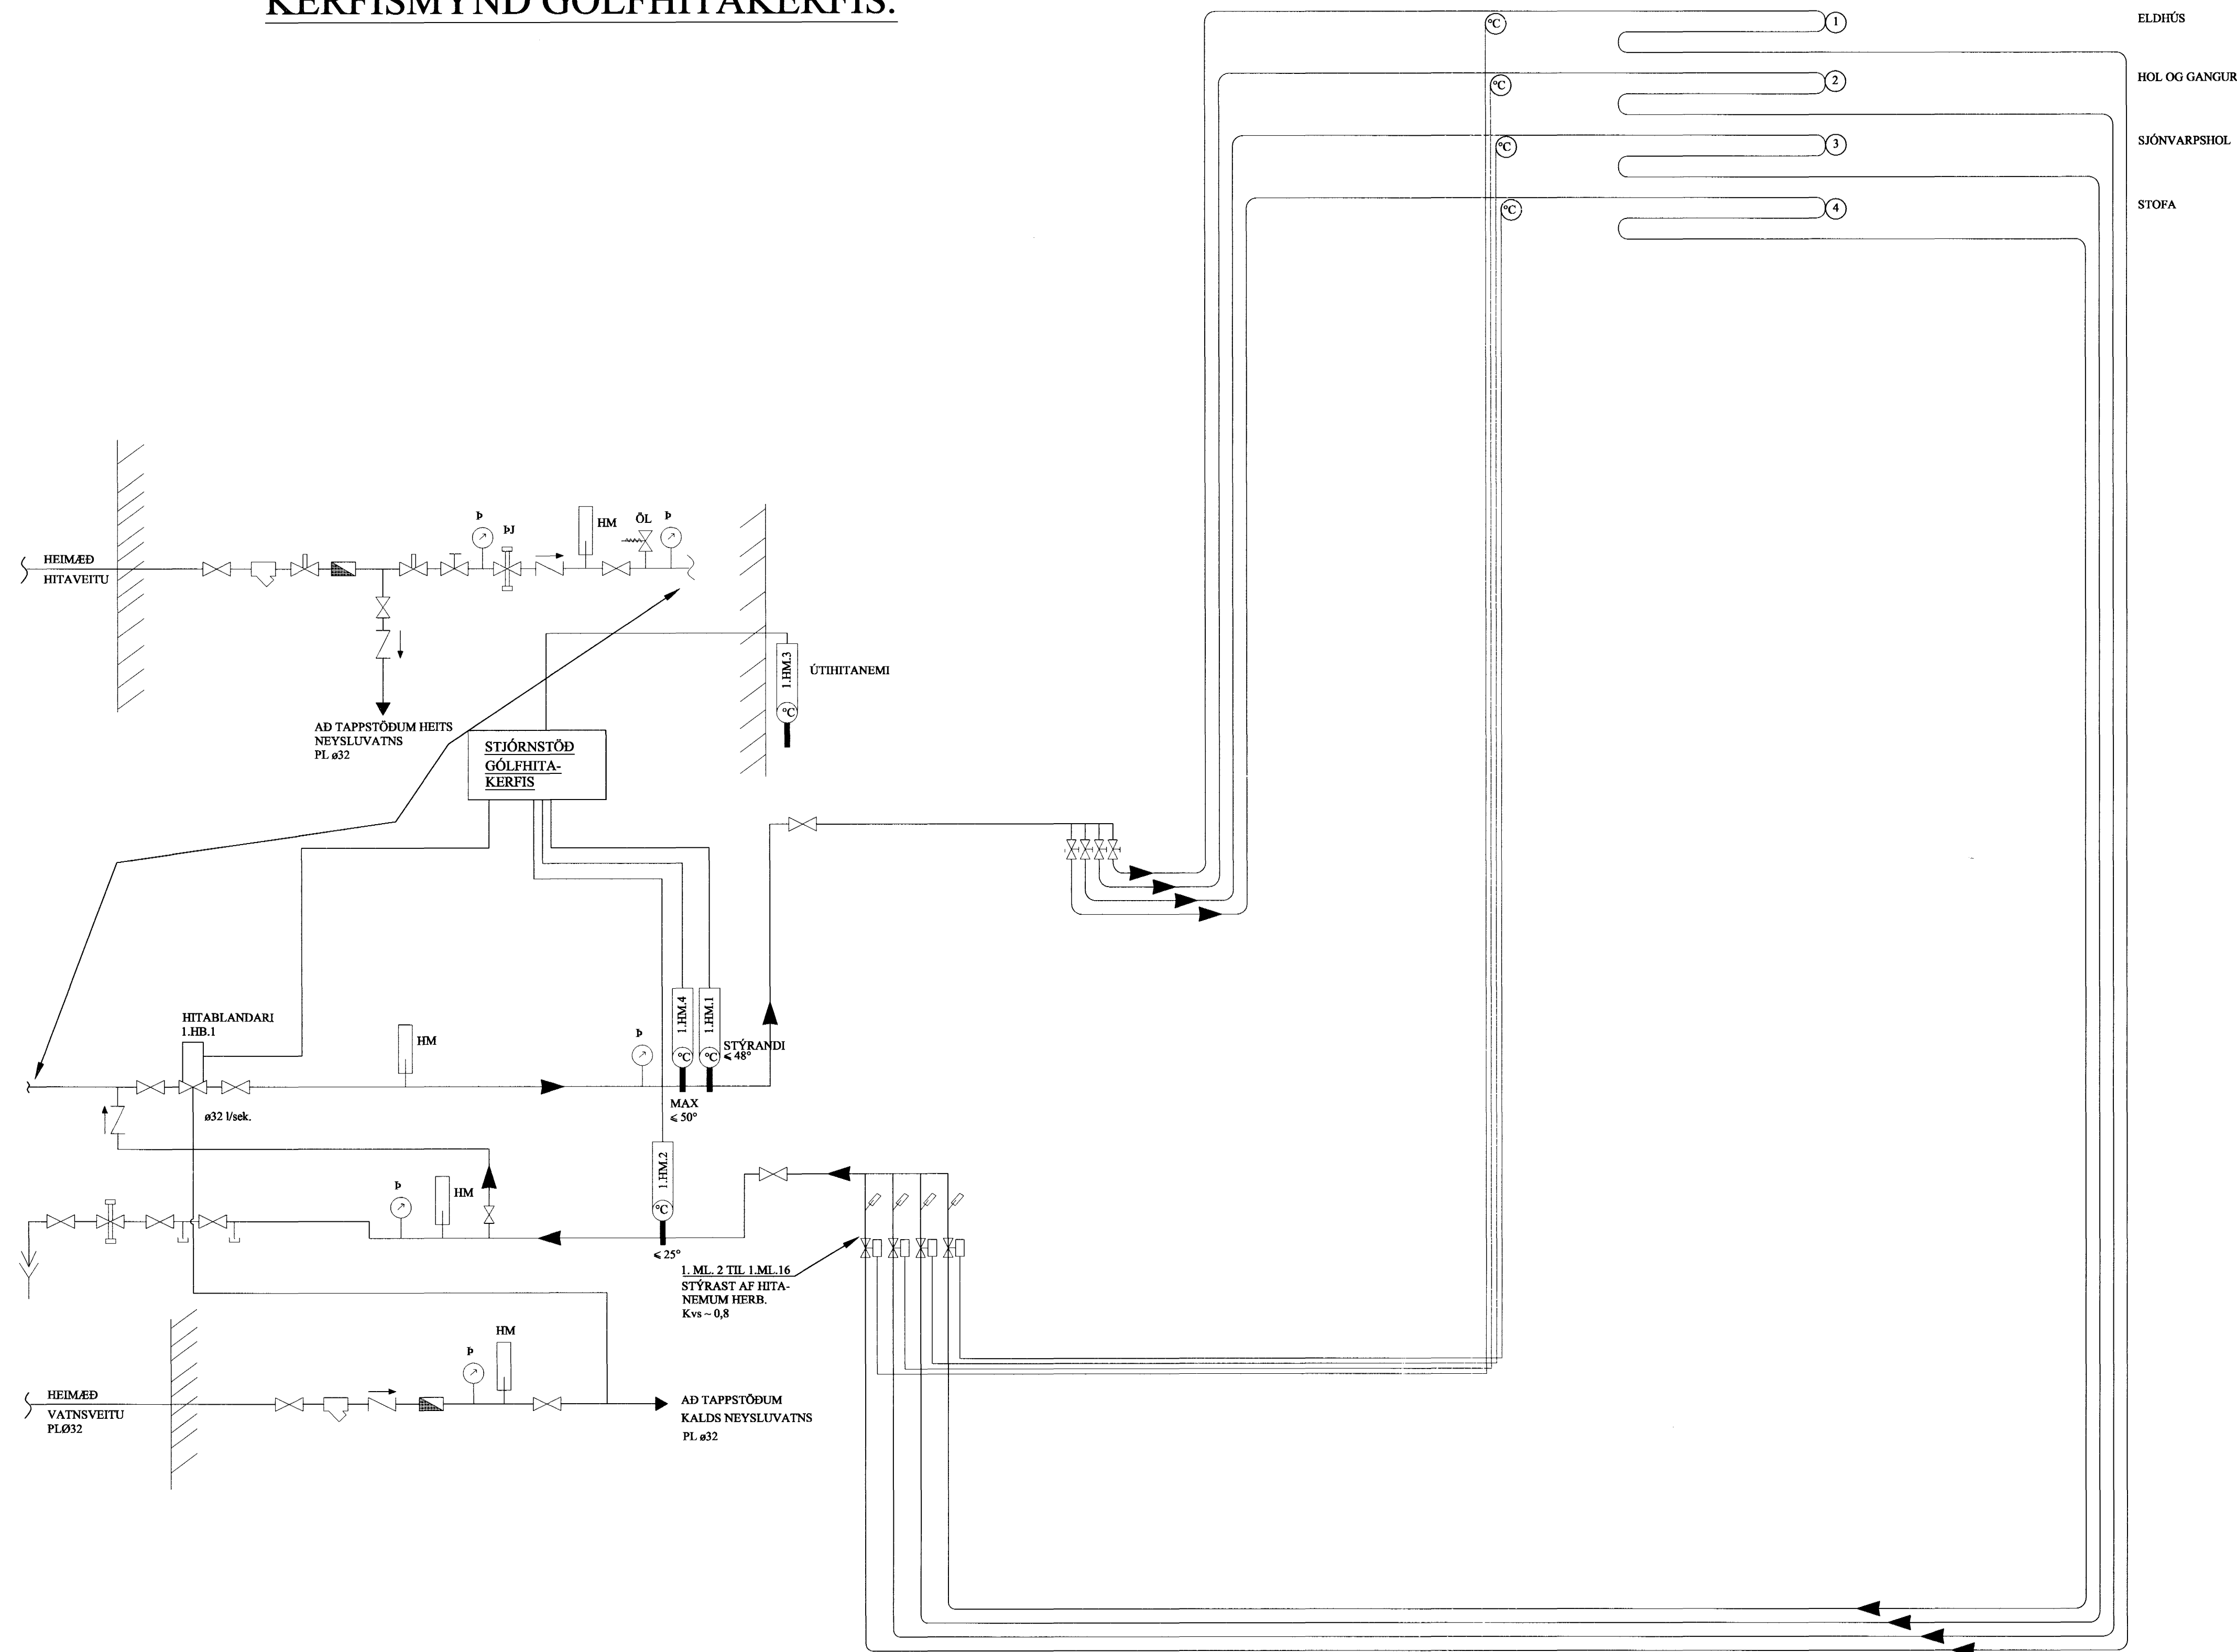 KERFISMYND GÓLFHITAKERFIS.
°C
1
ELDHÚS
°C
2
HOL OG GANGUR
°C
3
SJÓNVARPSHOL
°C
4
STOFA
HEIMÆÐ
HITAVEITU
Þ
ÞJ
HM
ÖL
Þ
1.HM.3
°C
ÚTIHITANEMI
AÐ TAPPSTÖÐUM HEITS
NEYSLUVATNS
PL ø32
STJÓRNSTÖÐ
GÓLFHITA-
KERFIS
HITABLANDARI
1.HB.1
HM
Þ
1.HM.4
°C
1.HM.1
°C
STÝRANDI
⩽ 48°
ø32 l/sek.
MAX
⩽ 50°
Þ
HM
1.HM.2
°C
⩽ 25°
1. ML. 2 TIL 1.ML.16
STÝRAST AF HITA-
NEMUM HERB.
Kvs ~ 0,8
HEIMÆÐ
VATNSVEITU
PLØ32
Þ
HM
AÐ TAPPSTÖÐUM
KALDS NEYSLUVATNS
PL ø32